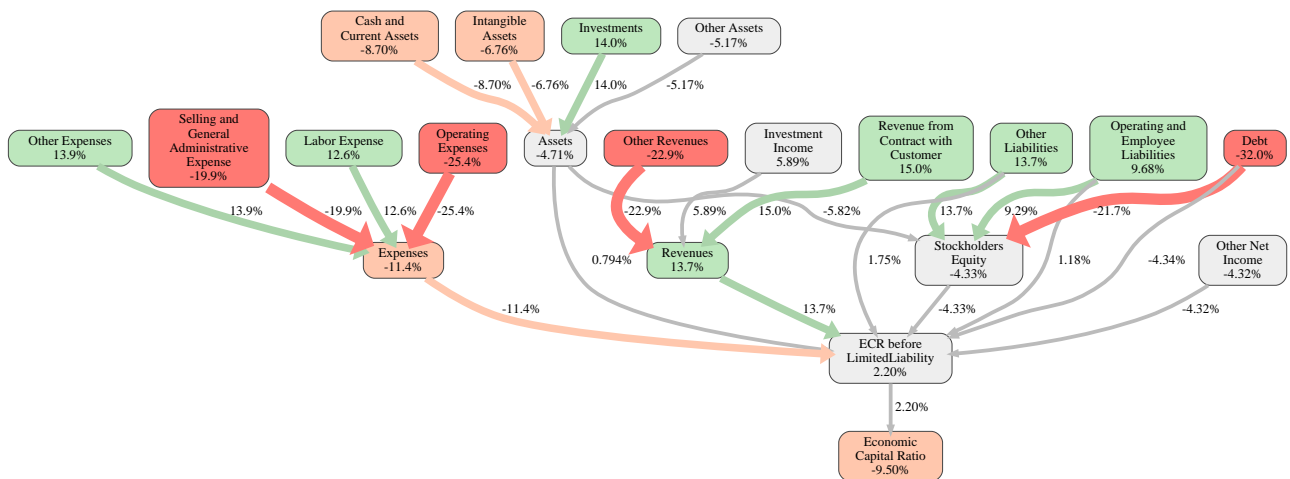 Cash and
Current Assets
-8.70%
Intangible
Assets
-6.76%
Investments
14.0%
Other Assets
-5.17%
-8.70%
-6.76%
14.0%
-5.17%
Other Expenses
13.9%
Selling and
General
Administrative
Expense
-19.9%
Labor Expense
12.6%
Operating
Expenses
-25.4%
Assets
-4.71%
Other Revenues
-22.9%
Investment
Income
5.89%
Revenue from
Contract with
Customer
15.0%
Other
Liabilities
13.7%
Operating and
Employee
Liabilities
9.68%
Debt
-32.0%
13.9%
-19.9%
12.6%
-25.4%
-22.9%
5.89%
15.0%
-5.82%
13.7%
9.29%
-21.7%
Expenses
-11.4%
0.794%
Revenues
13.7%
1.75%
Stockholders
Equity
-4.33%
1.18%
-4.34%
Other Net
Income
-4.32%
-11.4%
13.7%
-4.33%
-4.32%
ECR before
LimitedLiability
2.20%
2.20%
Economic
Capital Ratio
-9.50%